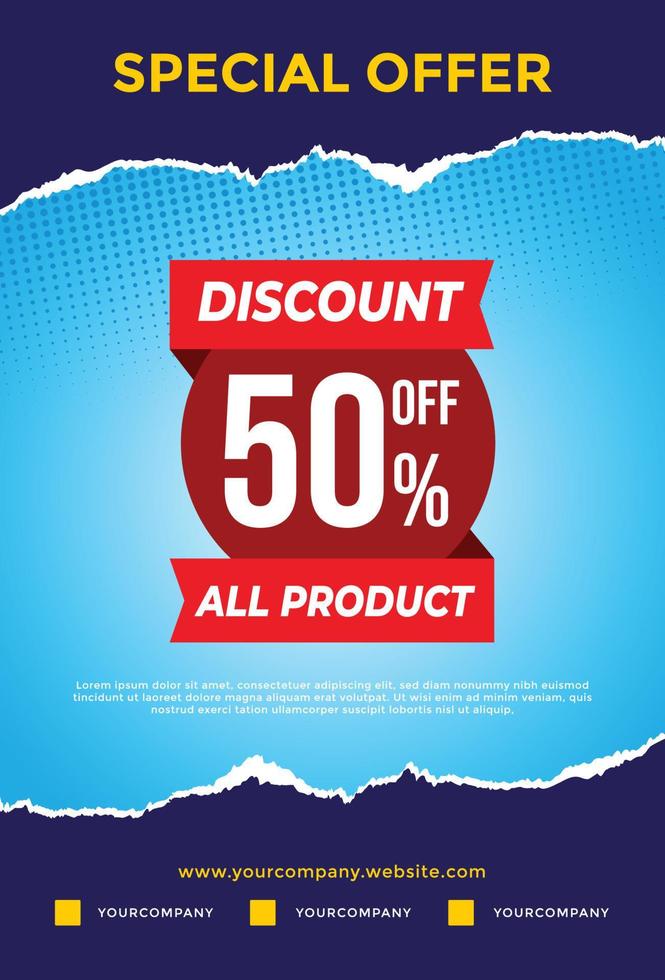 SPECIAL OFFER
DISCOUNT
50% OFF
ALL PRODUCT
Lorem ipsum dolor sit amet, consectetuer adipiscing elit, sed diam nonummy nibh euismod
tincidunt ut laoreet dolore magna aliquam erat volutpat. Ut wisi enim ad minim veniam, quis
nostrud exerci tation ullamcorper suscipit lobortis nisl ut aliquip,
www.yourcompany.website.com
YOURCOMPANY YOURCOMPANY YOURCOMPANY